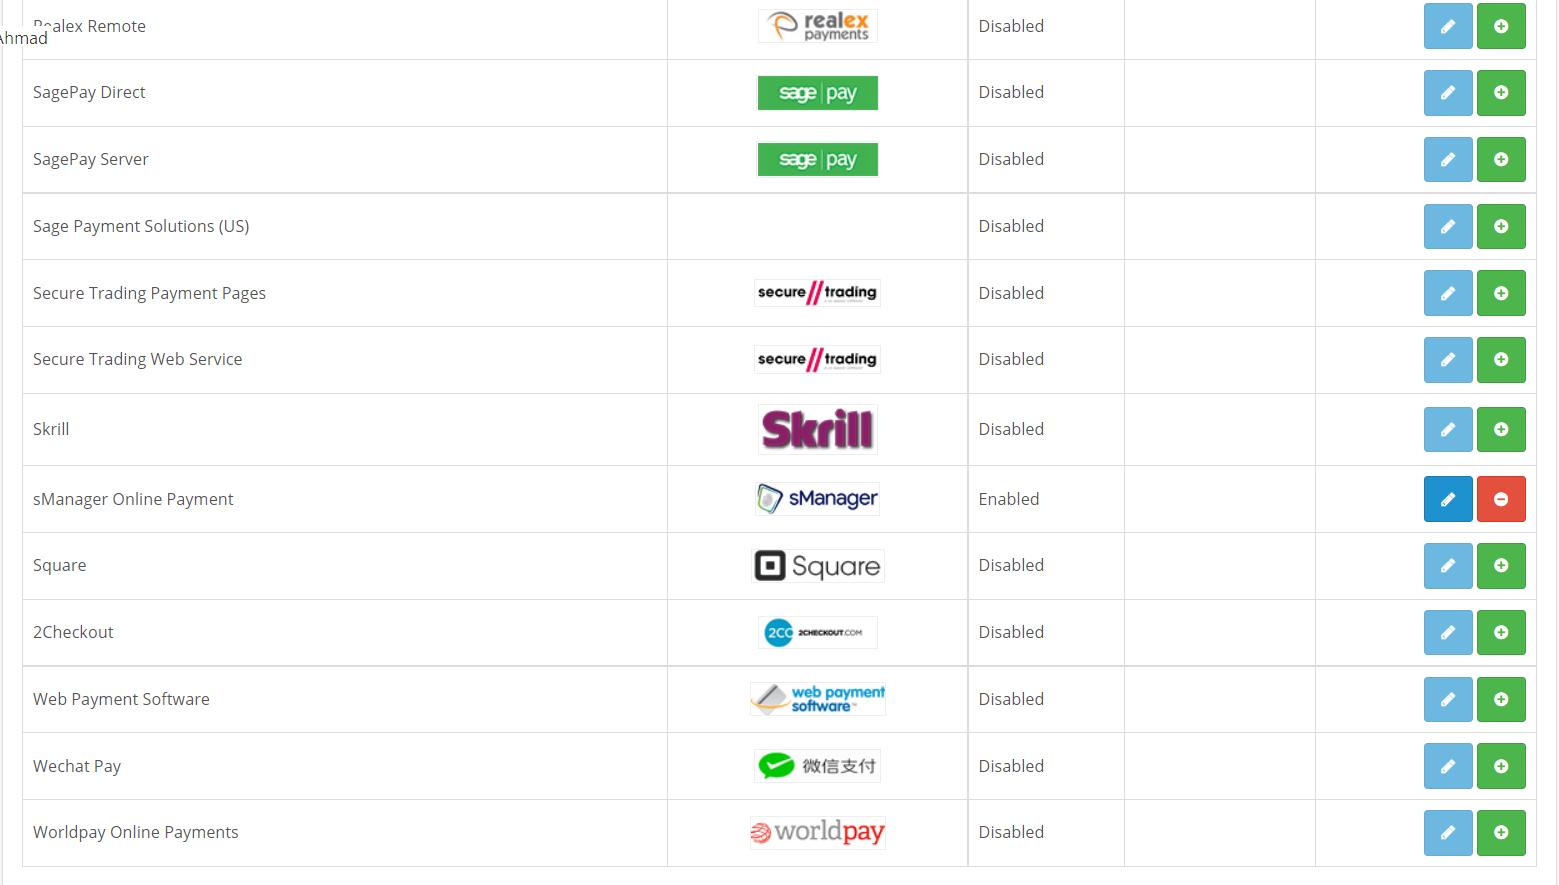 Realex Remote
realex payments
Disabled
Ahmad
SagePay Direct
sage pay
Disabled
SagePay Server
sage pay
Disabled
Sage Payment Solutions (US)
Disabled
Secure Trading Payment Pages
secure//trading
Disabled
Secure Trading Web Service
secure//trading
Disabled
Skrill
Skrill
Disabled
sManager Online Payment
sManager
Enabled
Square
Square
Disabled
2Checkout
2CO 2CHECKOUT.COM
Disabled
Web Payment Software
web payment software™
Disabled
Wechat Pay
微信支付
Disabled
Worldpay Online Payments
worldpay
Disabled